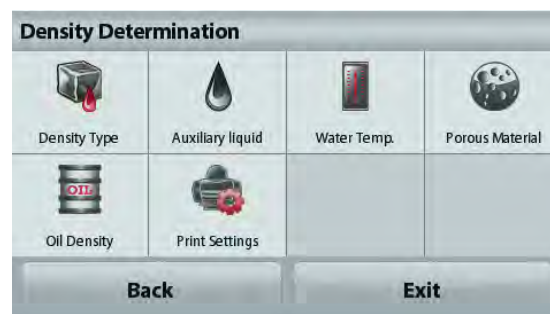 Density Determination
Density Type Auxiliary liquid Water Temp. Porous Material
OIL
Oil Density Print Settings
Back Exit